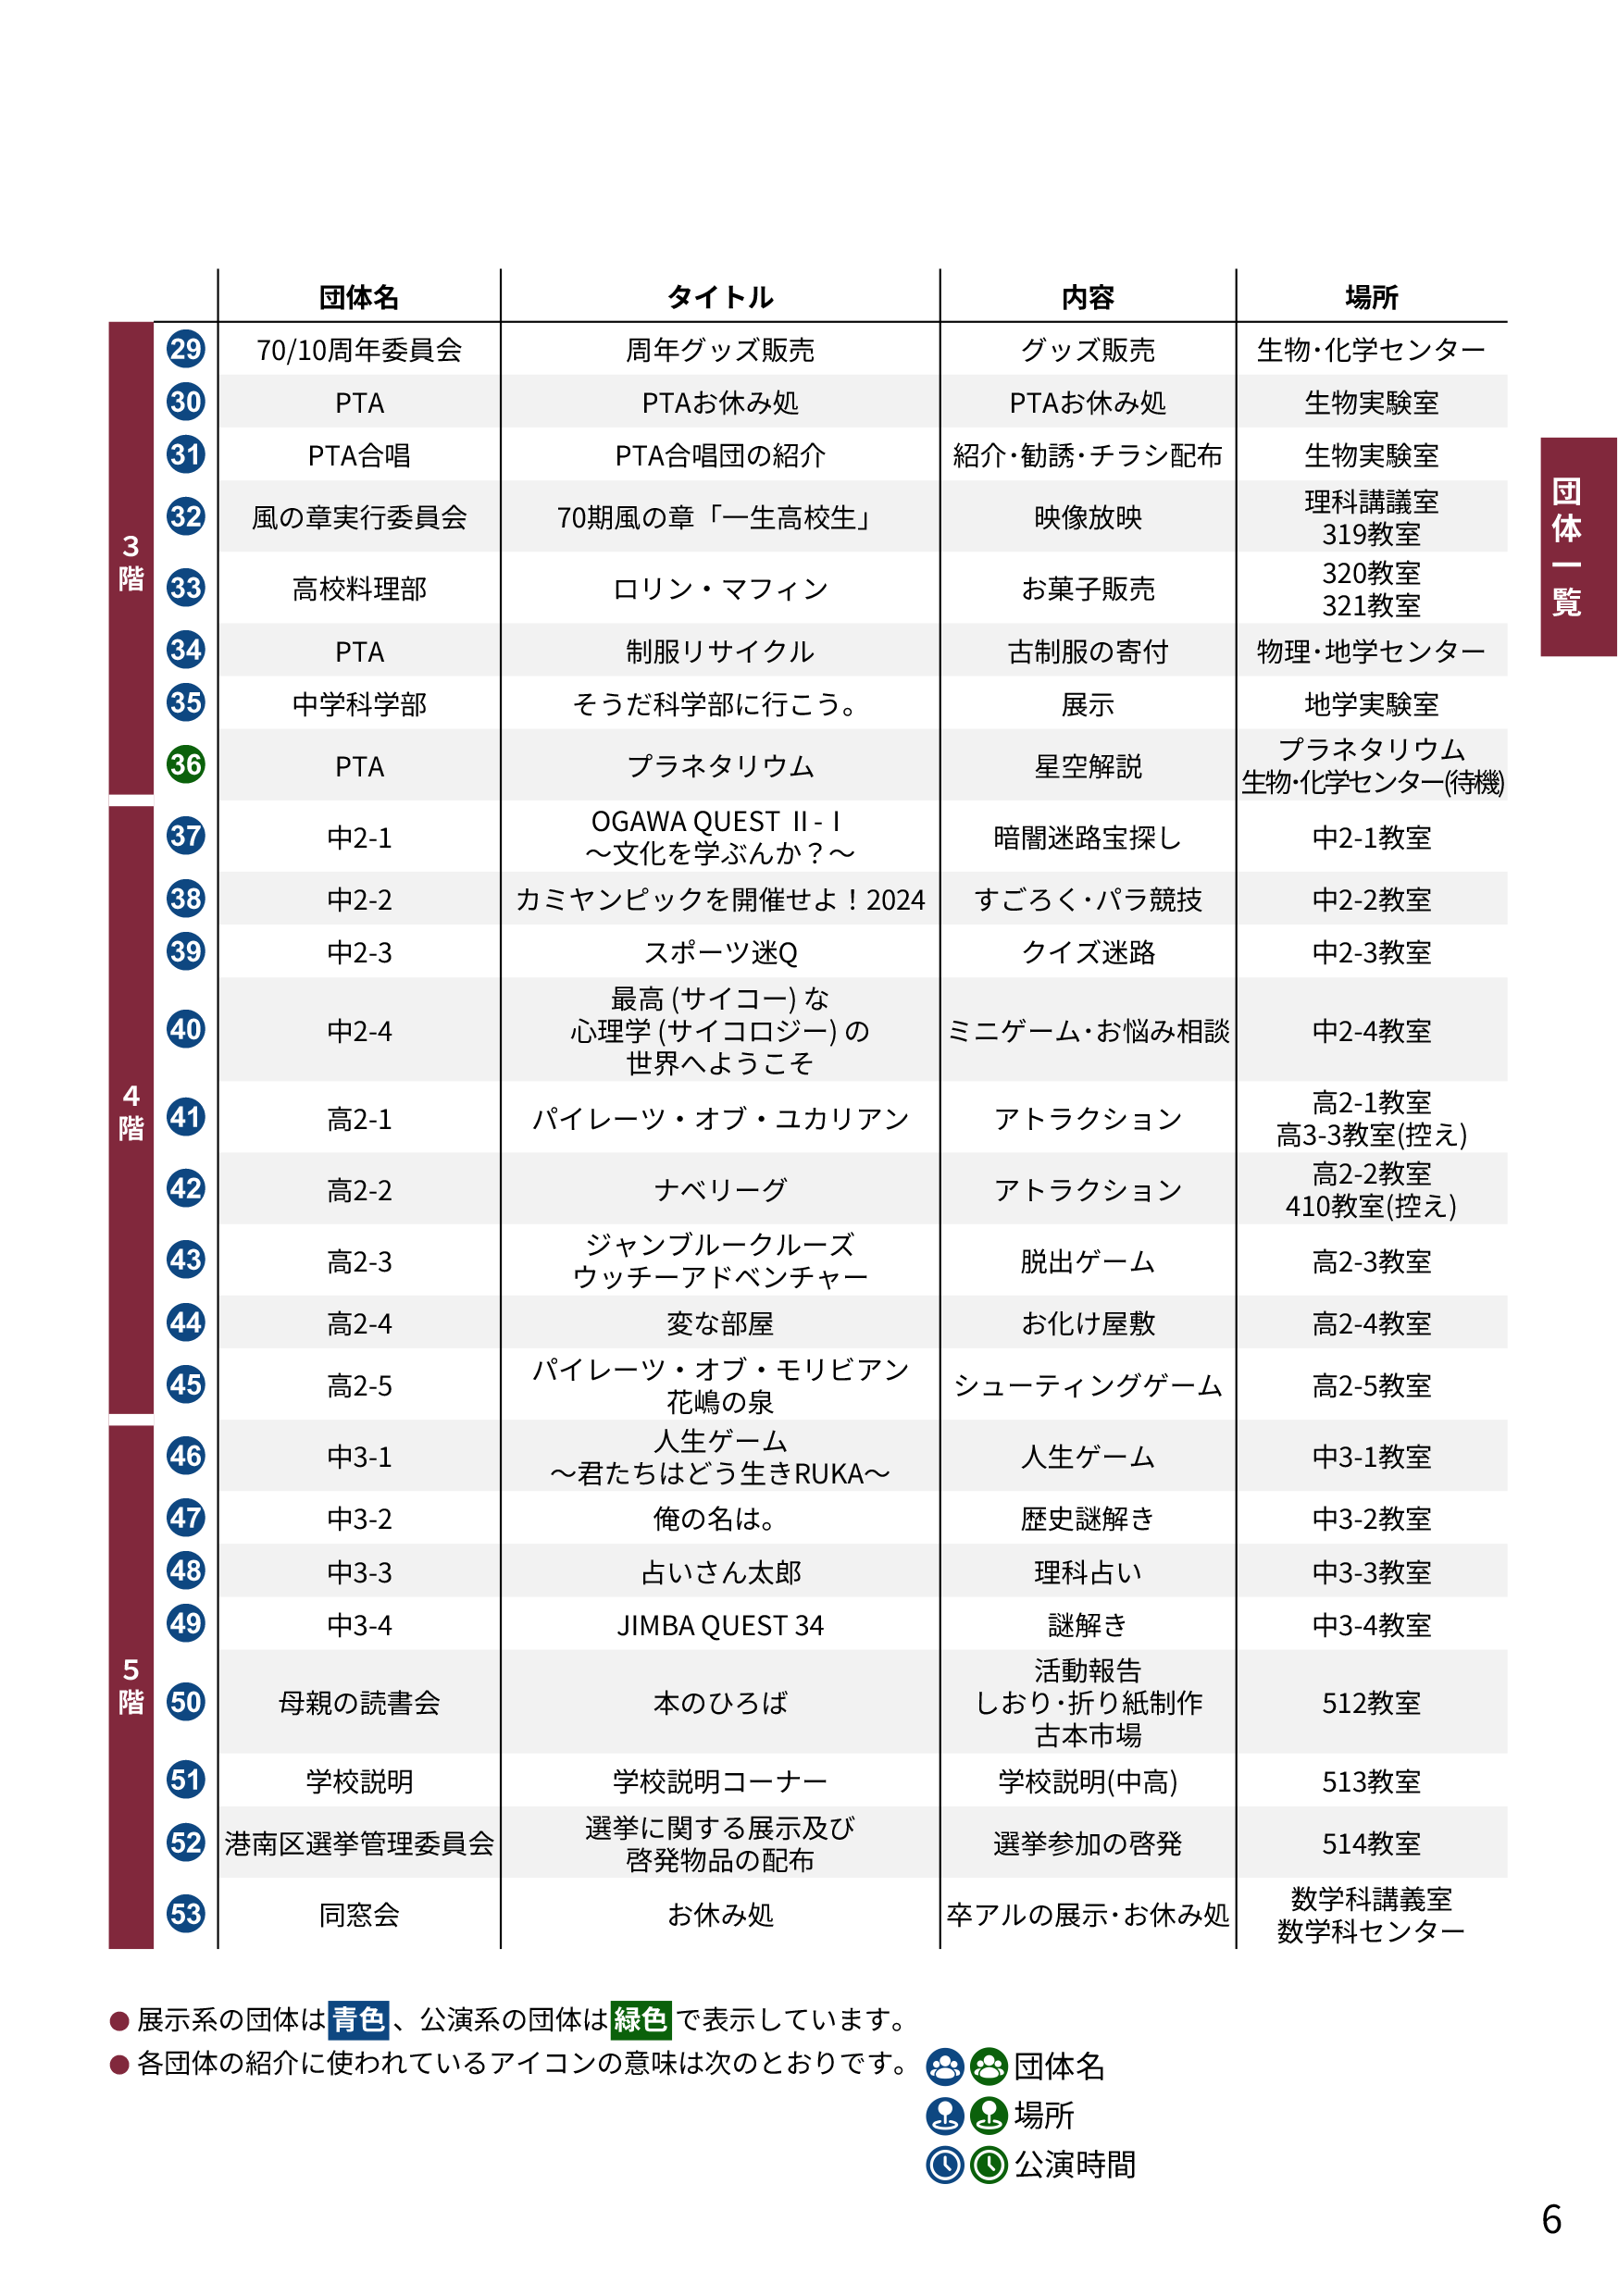 団体名 タイトル 内容 場所
3階
29 70/10周年委員会 周年グッズ販売 グッズ販売 生物･化学センター
30 PTA PTAお休み処 PTAお休み処 生物実験室
31 PTA合唱 PTA合唱団の紹介 紹介･勧誘･チラシ配布 生物実験室
32 風の章実行委員会 70期風の章「一生高校生」 映像放映 理科講議室
319教室
33 高校料理部 ロリン・マフィン お菓子販売 320教室
321教室
34 PTA 制服リサイクル 古制服の寄付 物理･地学センター
35 中学科学部 そうだ科学部に行こう。 展示 地学実験室
36 PTA プラネタリウム 星空解説 プラネタリウム
生物･化学センター(待機)
4階
37 中2-1 OGAWA QUEST Ⅱ- Ⅰ
～文化を学ぶんか？～ 暗闇迷路宝探し 中2-1教室
38 中2-2 カミヤンピックを開催せよ！2024 すごろく･パラ競技 中2-2教室
39 中2-3 スポーツ迷Q クイズ迷路 中2-3教室
40 中2-4 最高 (サイコー) な
心理学 (サイコロジー) の
世界へようこそ ミニゲーム･お悩み相談 中2-4教室
41 高2-1 パイレーツ・オブ・ユカリアン アトラクション 高2-1教室
高3-3教室(控え)
42 高2-2 ナベリーグ アトラクション 高2-2教室
410教室(控え)
43 高2-3 ジャンブルークルーズ
ウッチーアドベンチャー 脱出ゲーム 高2-3教室
44 高2-4 変な部屋 お化け屋敷 高2-4教室
45 高2-5 パイレーツ・オブ・モリビアン
花嶋の泉 シューティングゲーム 高2-5教室
5階
46 中3-1 人生ゲーム
～君たちはどう生きRUKA～ 人生ゲーム 中3-1教室
47 中3-2 俺の名は。 歴史謎解き 中3-2教室
48 中3-3 占いさん太郎 理科占い 中3-3教室
49 中3-4 JIMBA QUEST 34 謎解き 中3-4教室
50 母親の読書会 本のひろば 活動報告
しおり･折り紙制作
古本市場 512教室
51 学校説明 学校説明コーナー 学校説明(中高) 513教室
52 港南区選挙管理委員会 選挙に関する展示及び
啓発物品の配布 選挙参加の啓発 514教室
53 同窓会 お休み処 卒アルの展示･お休み処 数学科講義室
数学科センター
団体一覧
●展示系の団体は青色、公演系の団体は緑色で表示しています。
●各団体の紹介に使われているアイコンの意味は次のとおりです。 団体名
場所
公演時間
6